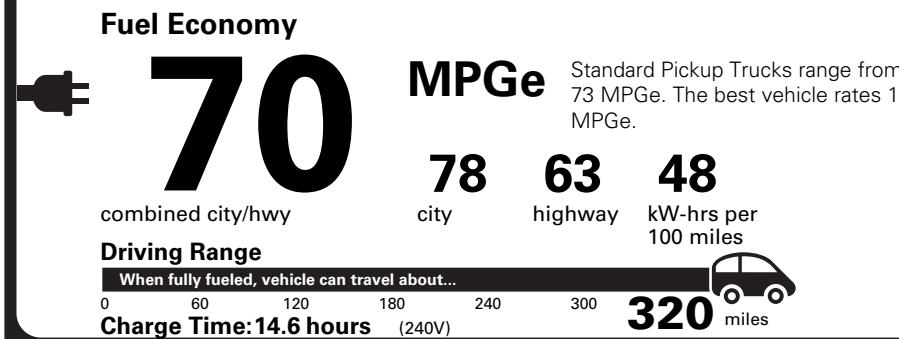 Fuel Economy
70
MPGe
Standard Pickup Trucks range from
73 MPGe. The best vehicle rates 1
MPGe.
combined city/hwy
78
city
63
highway
48
kW-hrs per
100 miles
Driving Range
When fully fueled, vehicle can travel about...
0 60 120 180 240 300 320 miles
Charge Time: 14.6 hours (240V)